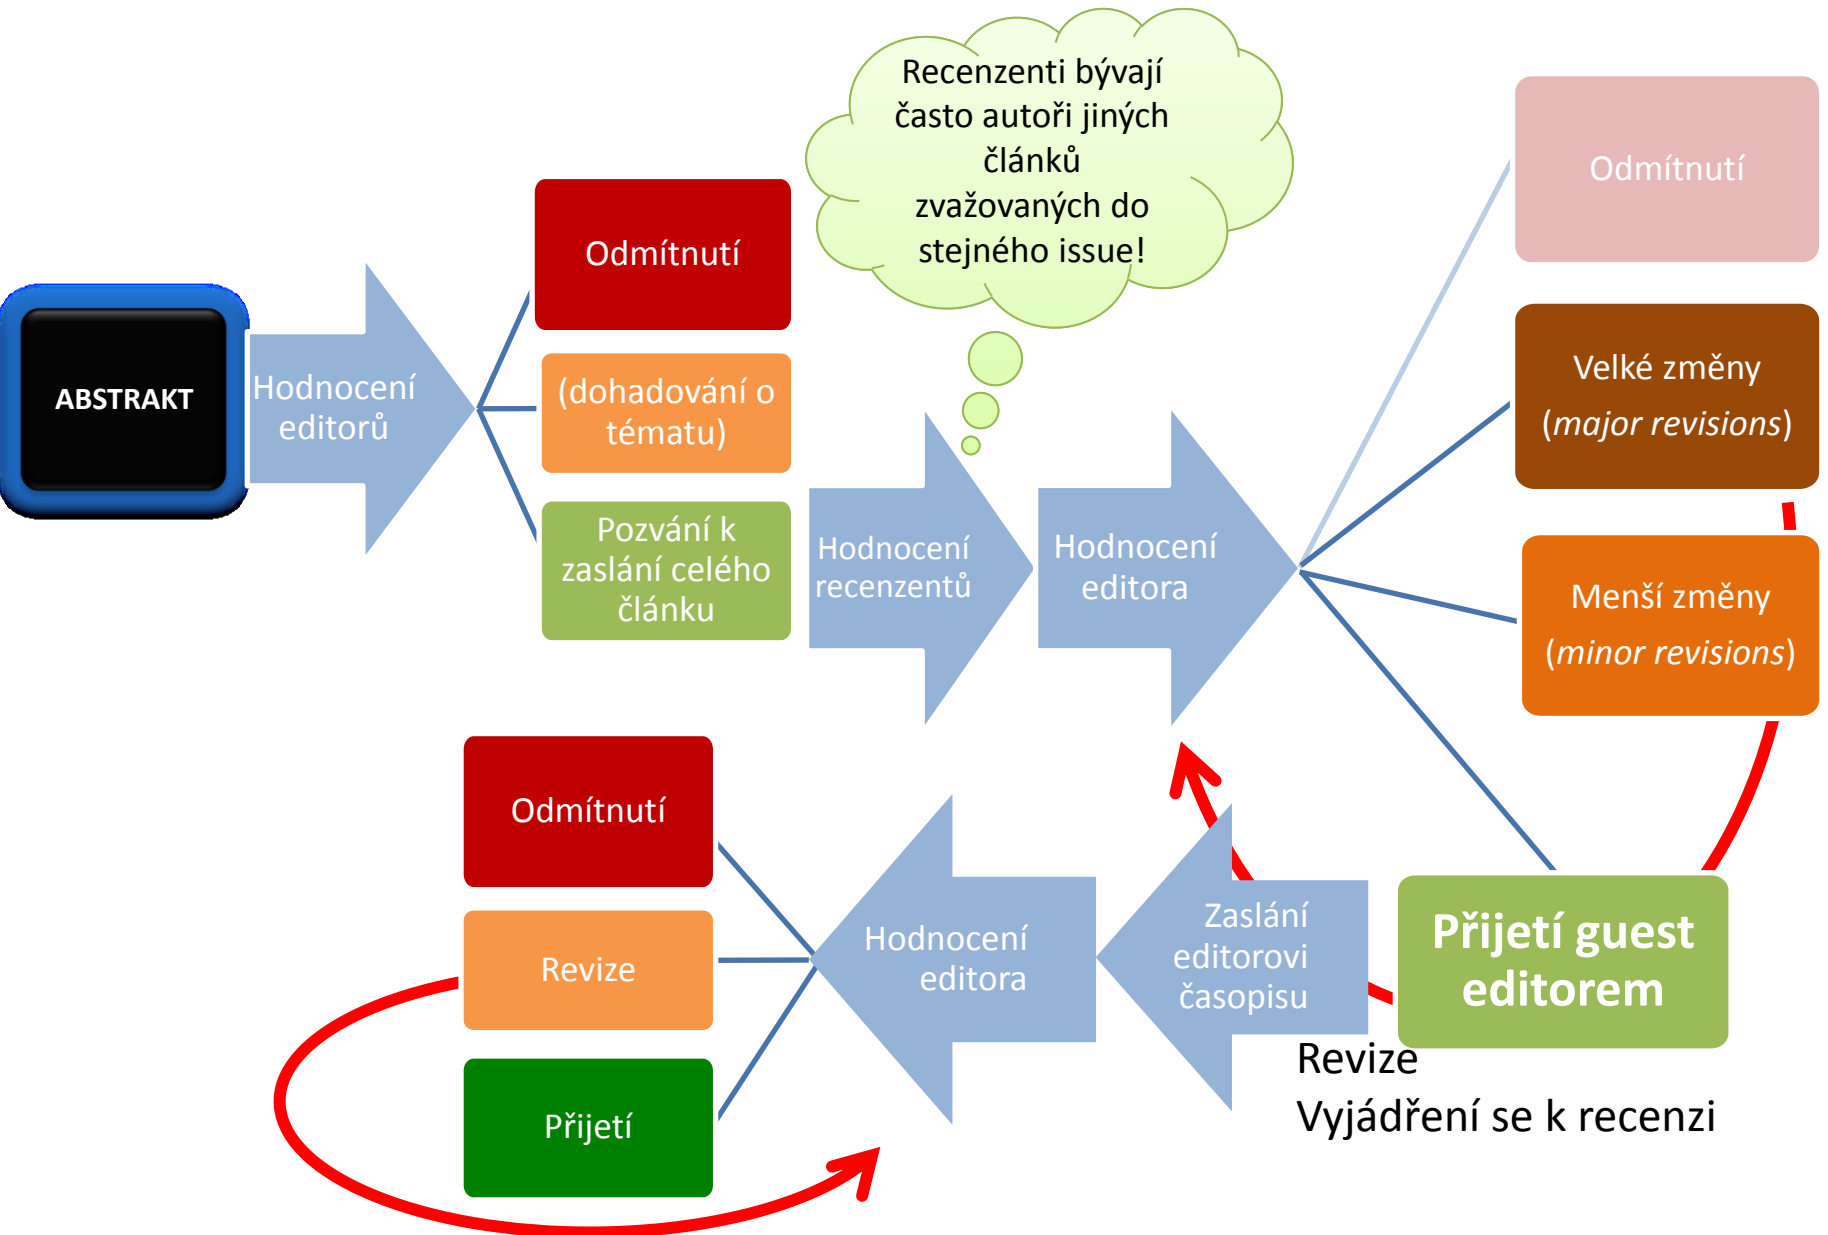 Recenzenti bývají
často autoři jiných
článků
zvažovaných do
stejného issue!
ABSTRAKT
Hodnocení
editorů
Odmítnutí
(dohadování o
tématu)
Pozvání k
zaslání celého
článku
Hodnocení
recenzentů
Hodnocení
editora
Odmítnutí
Velké změny
(major revisions)
Menší změny
(minor revisions)
Přijetí guest
editorem
Revize
Vyjádření se k recenzi
Zaslání
editorovi
časopisu
Hodnocení
editora
Odmítnutí
Revize
Přijetí